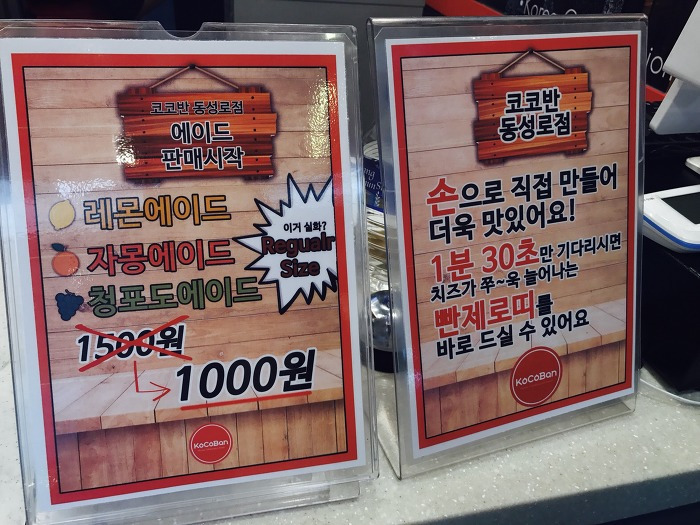 코코반 동성로점
에이드
판매시작
레몬에이드
자몽에이드
청포도에이드
이거 실화?
Regualr
Size
1500원
1000원
KoCoBan
코코반
동성로점
손으로 직접 만들어
더욱 맛있어요!
1분 30초만 기다리시면
치즈가 쭈~욱 늘어나는
빤제로띠를
바로 드실 수 있어요
KoCoBan